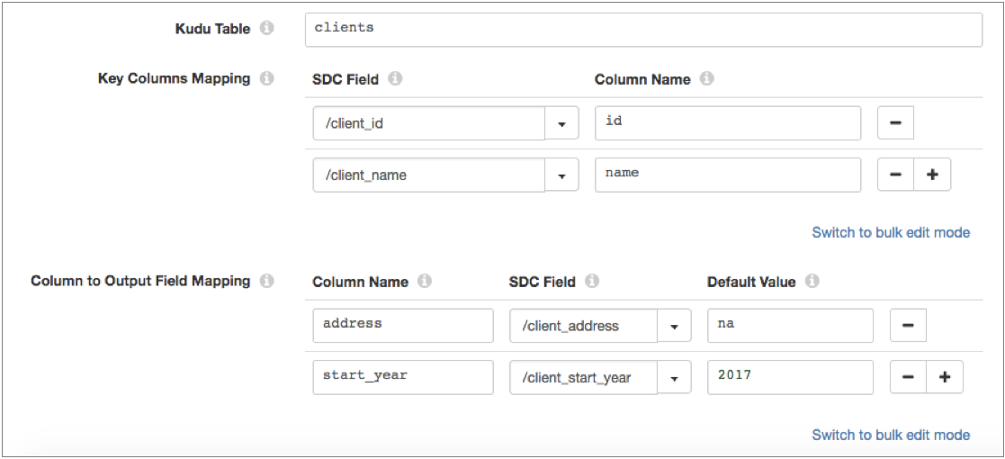 Kudu Table clients
Key Columns Mapping SDC Field Column Name
/client_id id
/client_name name
Switch to bulk edit mode
Column to Output Field Mapping Column Name SDC Field Default Value
address /client_address na
start_year /client_start_year 2017
Switch to bulk edit mode